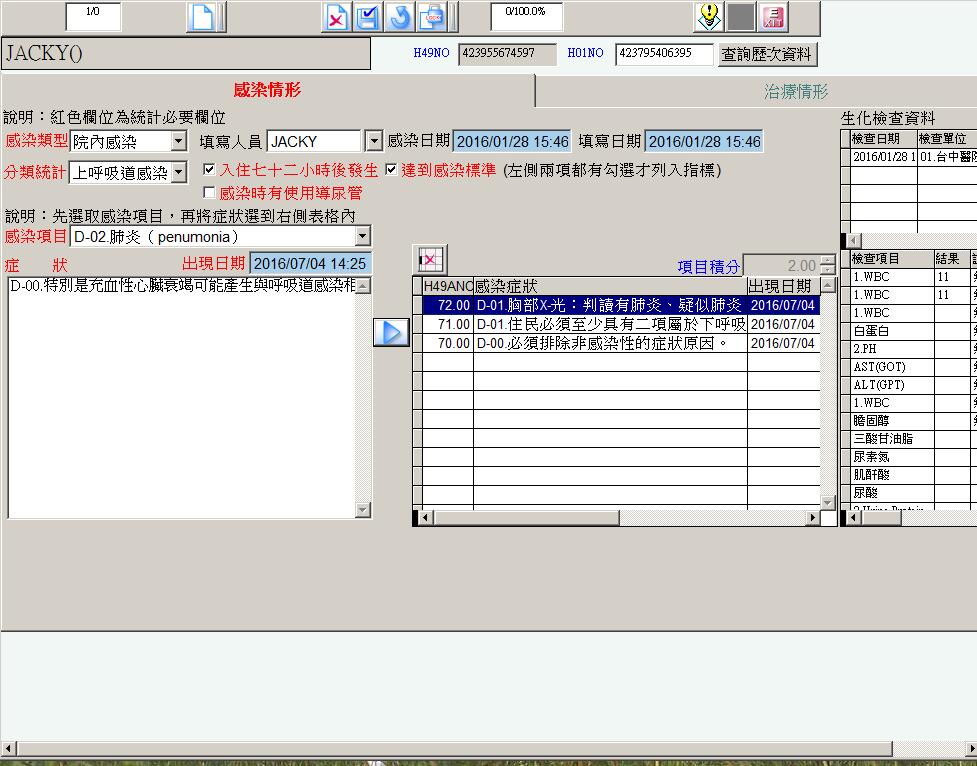 1/0
0/100.0%
JACKY()
H49NO 423955674597 H01NO 423795406395 查詢歷次資料
感染情形 治療情形
說明：紅色欄位為統計必要欄位
感染類型 院內感染 填寫人員 JACKY 感染日期 2016/01/28 15:46 填寫日期 2016/01/28 15:46
分類統計 上呼吸道感染 入住七十二小時後發生 達到感染標準 (左側兩項都有勾選才列入指標)
感染時有使用導尿管
說明：先選取感染項目，再將症狀選到右側表格內
感染項目 D-02.肺炎（penumonia）
症 狀 出現日期 2016/07/04 14:25
D-00.特別是充血性心臟衰竭可能產生與呼吸道感染相
項目積分 2.00
H49ANO 感染症狀 出現日期
72.00 D-01.胸部X-光：判讀有肺炎、疑似肺炎 2016/07/04
71.00 D-01.住民必須至少具有二項屬於下呼吸 2016/07/04
70.00 D-00.必須排除非感染性的症狀原因。 2016/07/04
生化檢查資料
檢查日期 檢查單位
2016/01/28 1 01.台中醫院
檢查項目 結果
1.WBC 11
1.WBC 11
1.WBC
白蛋白
2.PH
AST(GOT)
ALT(GPT)
1.WBC
膽固醇
三酸甘油脂
尿素氮
肌酐酸
尿酸